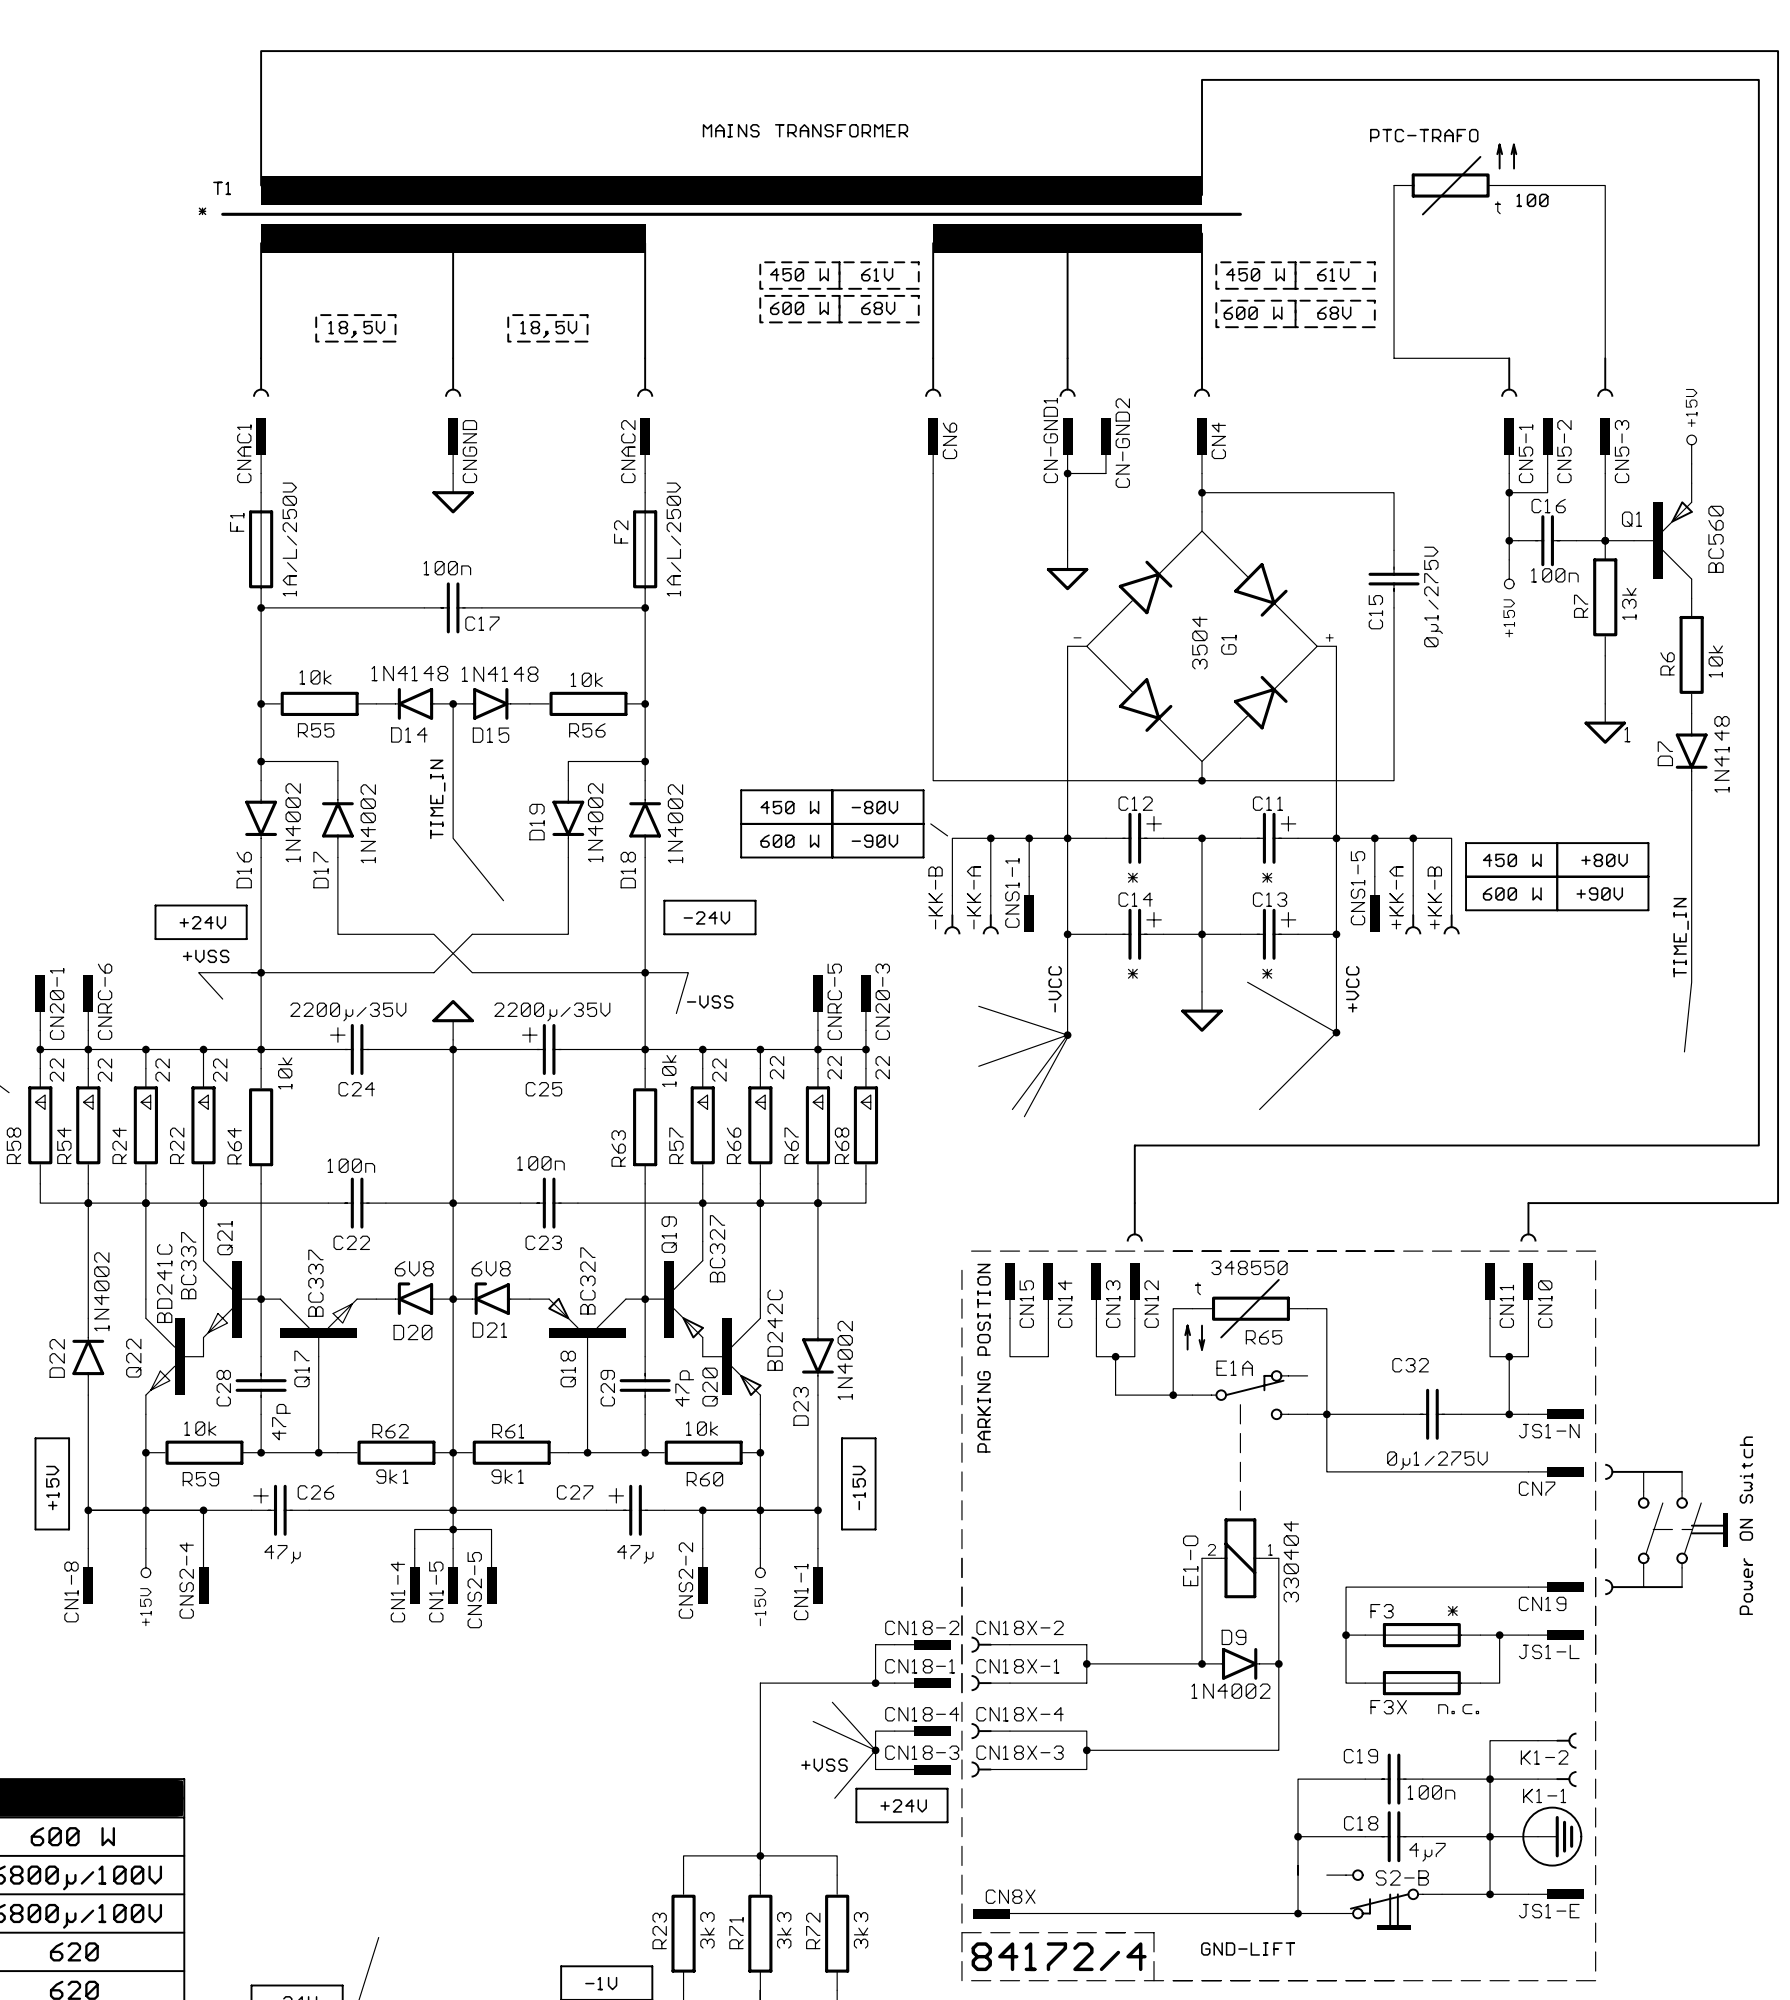 MAINS TRANSFORMER
PTC-TRAFO
T1
*
t 100
450 W 61V
600 W 68V
450 W 61V
600 W 68V
18,5V
18,5V
CNAC1
CNGND
CNAC2
CN6
CN-GND1
CN-GND2
CN4
CN5-1
CN5-2
CN5-3
+15V
F1
1A/L/250V
F2
1A/L/250V
C16
100n
Q1
BC560
+15V
R7
13k
100n
C17
3504
G1
-
+
C15
0µ1/275V
R6
10k
10k
R55
1N4148
D14
1N4148
D15
10k
R56
1
D7
1N4148
TIME_IN
D16
1N4002
D17
1N4002
D19
1N4002
D18
1N4002
450 W -80V
600 W -90V
C12
+
*
C11
+
*
C14
+
*
C13
+
*
-KK-B
-KK-A
CNS1-1
CNS1-5
+KK-A
+KK-B
450 W +80V
600 W +90V
TIME_IN
-VCC
+VCC
+24V
+VSS
-24V
-VSS
CN20-1
CNRC-6
CNRC-5
CN20-3
2200µ/35V
+
C24
2200µ/35V
+
C25
R58
22
R54
22
R24
22
R22
22
R64
10k
R63
10k
R57
22
R66
22
R67
22
R68
22
100n
C22
100n
C23
D22
1N4002
Q22
BD241C
BC337
Q21
C28
47p
Q17
BC337
6V8
D20
6V8
D21
Q18
BC327
C29
47p
Q19
BC327
Q20
BD242C
D23
1N4002
10k
R59
R62
9k1
R61
9k1
10k
R60
+15V
-15V
+
C26
47µ
C27
+
47µ
CN1-8
+15V
CNS2-4
CN1-4
CN1-5
CNS2-5
CNS2-2
-15V
CN1-1
PARKING POSITION
CN15
CN14
CN13
CN12
t
348550
R65
CN11
CN10
E1A
C32
0µ1/275V
JS1-N
CN7
Power ON Switch
E1-O
2
1
330404
CN19
F3
*
JS1-L
F3X n.c.
D9
1N4002
CN18-2
CN18X-2
CN18-1
CN18X-1
CN18-4
CN18X-4
CN18-3
CN18X-3
+VSS
+24V
C19
100n
K1-2
K1-1
C18
4µ7
S2-B
JS1-E
CN8X
84172/4
GND-LIFT
R23
3k3
R71
3k3
R72
3k3
-1V
600 W
6800µ/100V
6800µ/100V
620
620